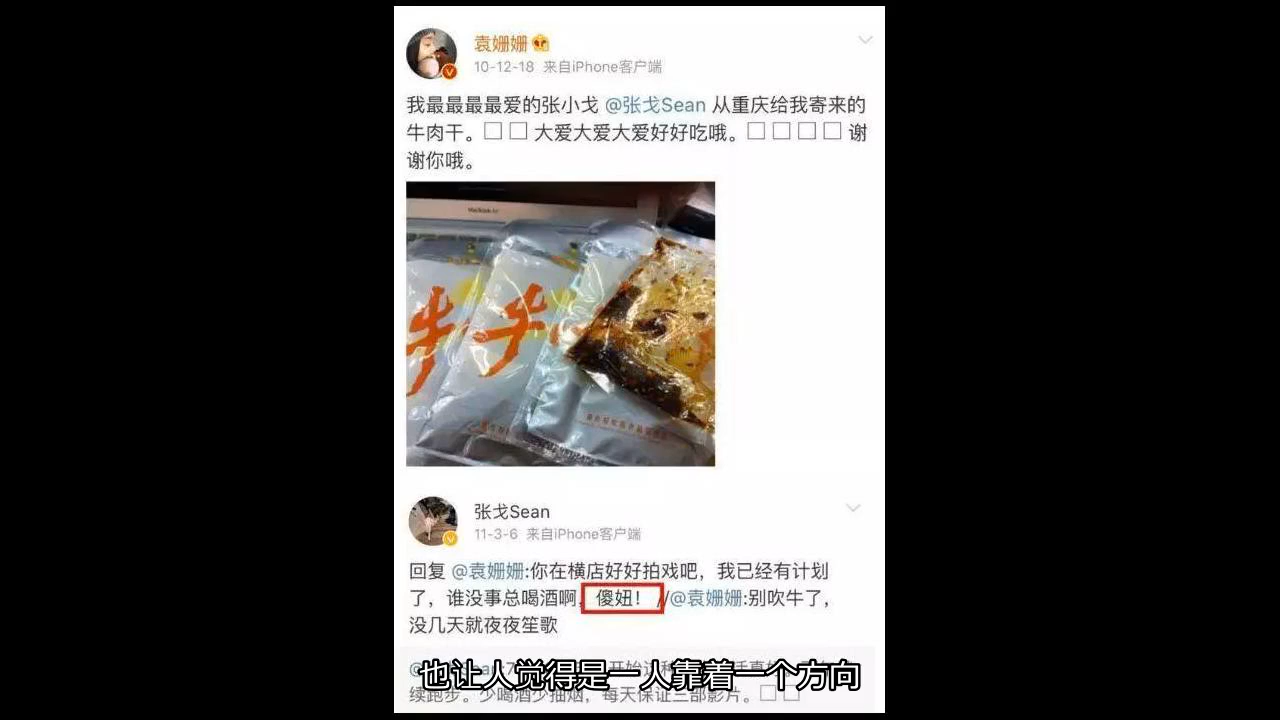 袁姗姗
10-12-18 来自iPhone客户端
我最最最最爱的张小戈 @张戈Sean 从重庆给我寄来的
牛肉干。□ □ 大爱大爱大爱好好吃哦。□ □ □ □ 谢
谢你哦。
MacBook Air
牛
牛
张戈Sean
11-3-6 来自iPhone客户端
回复 @袁姗姗:你在横店好好拍戏吧，我已经有计划
了，谁没事总喝酒啊，傻妞！//@袁姗姗:别吹牛了，
没几天就夜夜笙歌
也让人觉得是一人靠着一个方向
续跑步。少喝酒少抽烟，每天保证三部影片。□ □